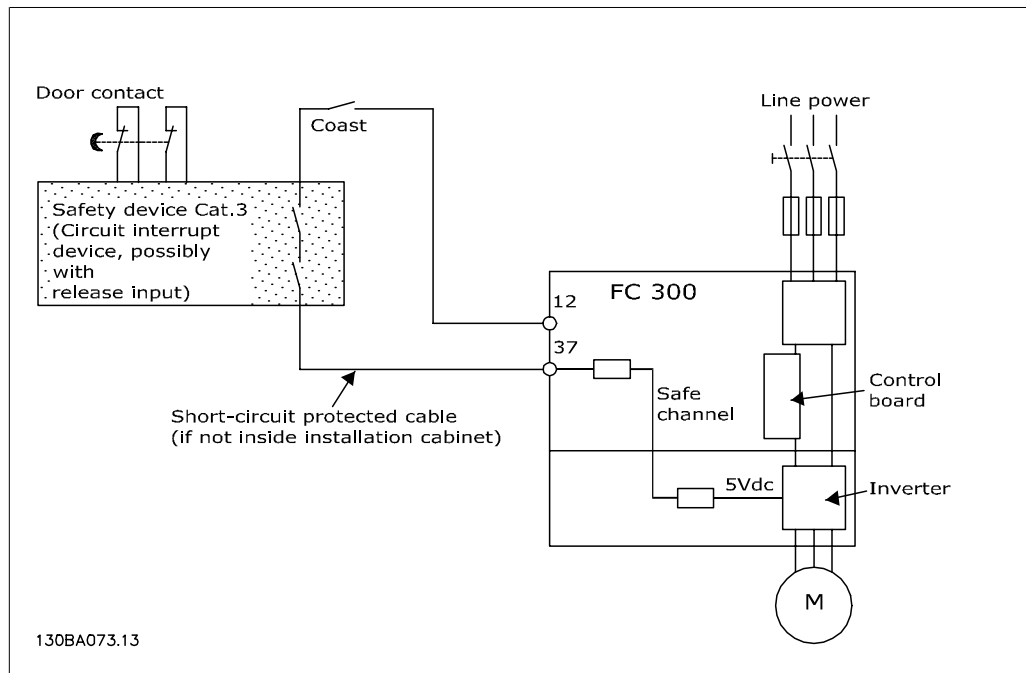 Door contact
Coast
Line power
Safety device Cat.3
(Circuit interrupt
device, possibly
with
release input)
12
FC 300
37
Safe
channel
Control
board
Short-circuit protected cable
(if not inside installation cabinet)
5Vdc
Inverter
M
130BA073.13